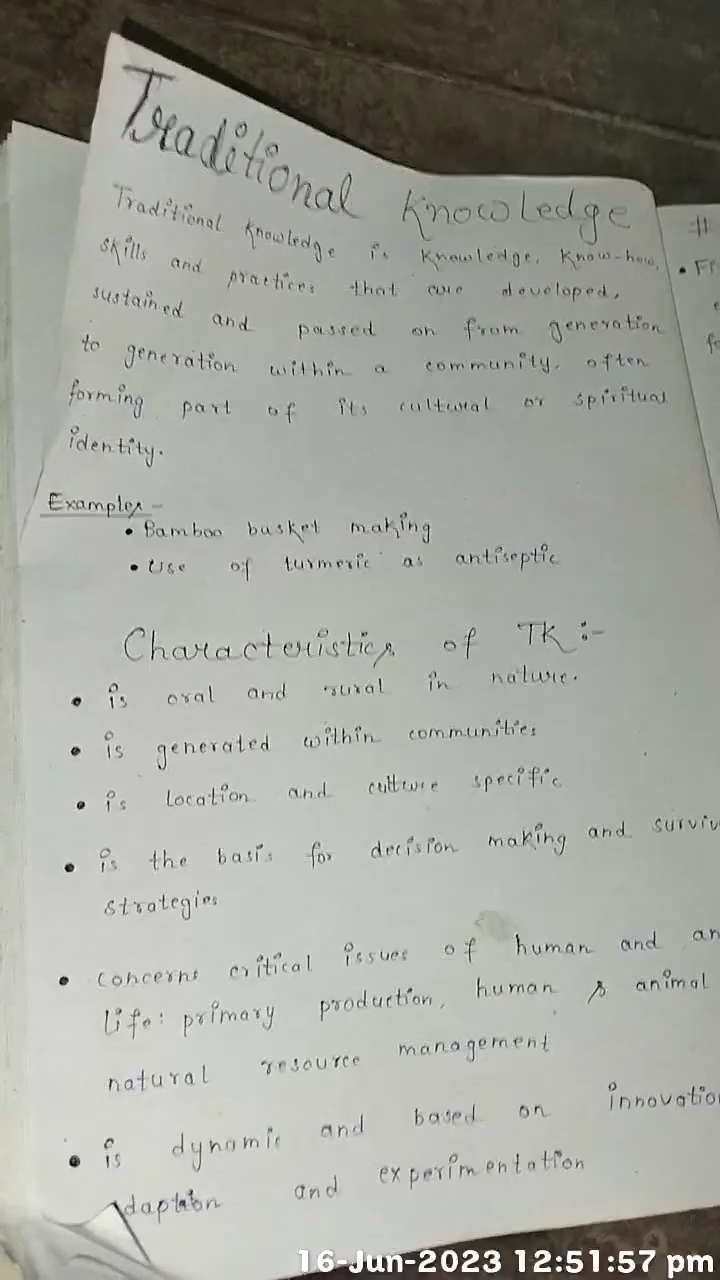 Traditional Knowledge
Traditional Knowledge is knowledge, know-how,
skills and practices that are developed,
sustained and passed on from generation
to generation within a community, often
forming part of its cultural or spiritual
identity.
Examples -
• Bamboo basket making
• Use of turmeric as antiseptic
Characteristics of TK :-
• is oral and rural in nature.
• is generated within communities
• is location and culture specific
• is the basis for decision making and surviv
strategies
• concerns critical issues of human and an
life: primary production, human & animal
natural resource management
• is dynamic and based on innovatio
adaption and experimentation
#
• Fr
16-Jun-2023 12:51:57 pm